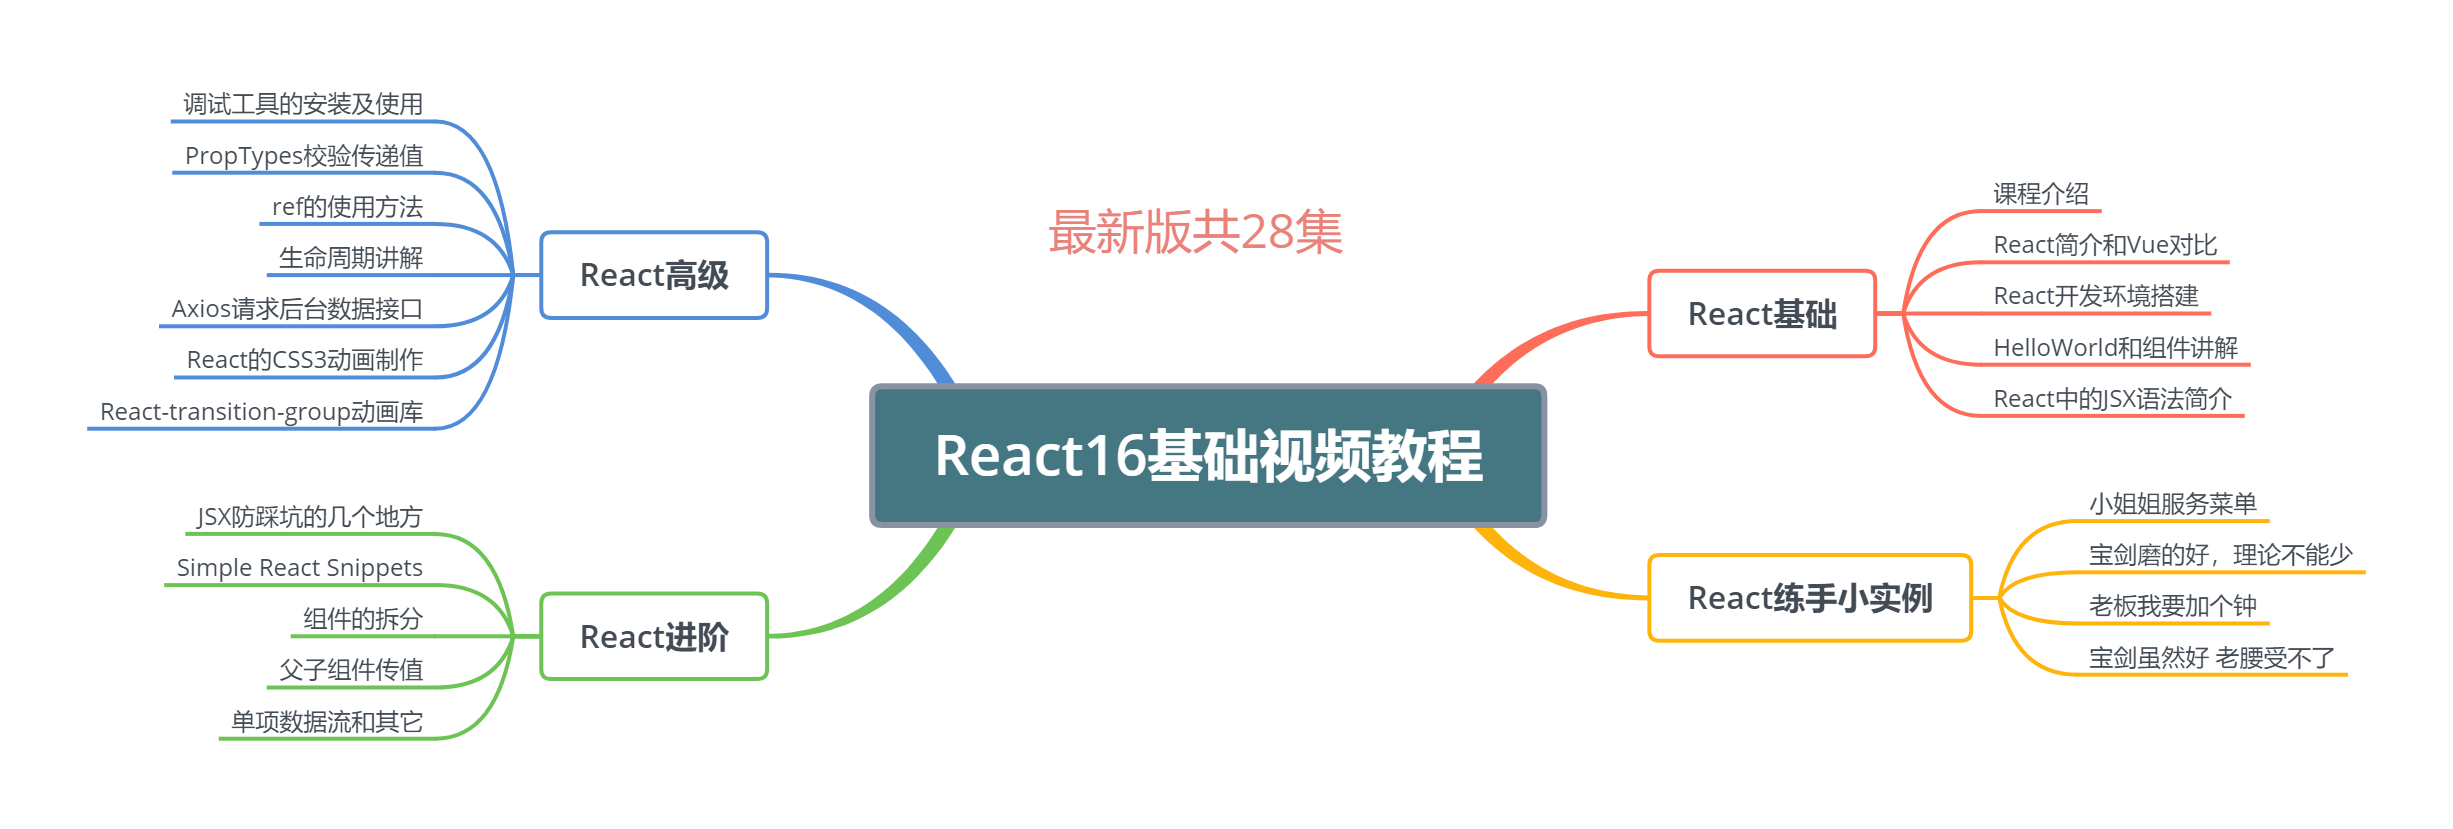 最新版共28集
React16基础视频教程
React基础
课程介绍
React简介和Vue对比
React开发环境搭建
HelloWorld和组件讲解
React中的JSX语法简介
React练手小实例
小姐姐服务菜单
宝剑磨的好，理论不能少
老板我要加个钟
宝剑虽然好 老腰受不了
React高级
调试工具的安装及使用
PropTypes校验传递值
ref的使用方法
生命周期讲解
Axios请求后台数据接口
React的CSS3动画制作
React-transition-group动画库
React进阶
JSX防踩坑的几个地方
Simple React Snippets
组件的拆分
父子组件传值
单项数据流和其它